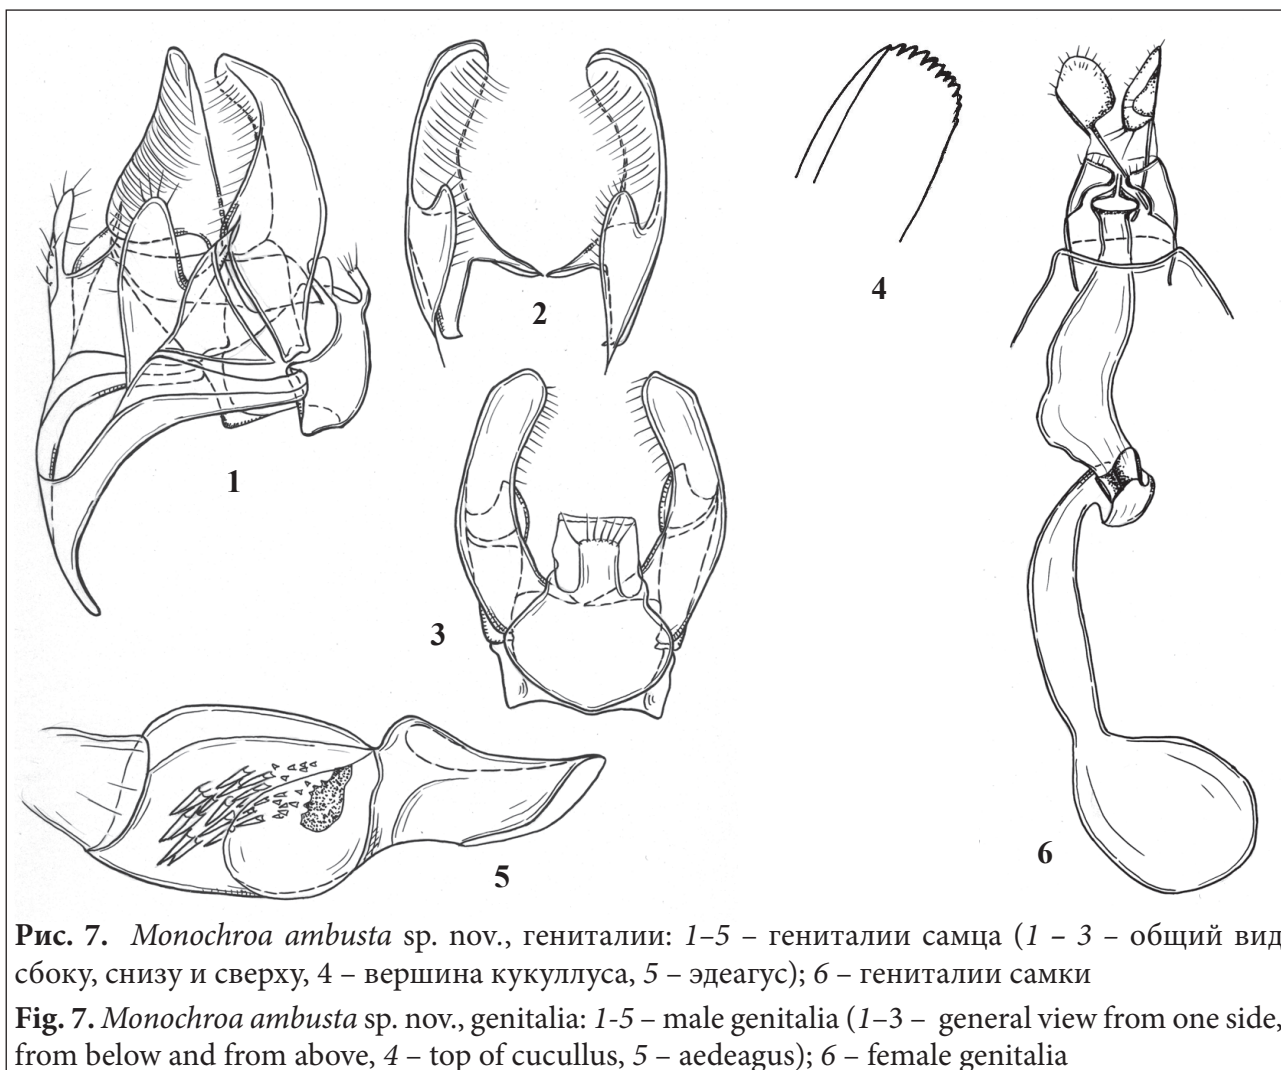 1
2
4
3
5
6
Рис. 7. Monochroa ambusta sp. nov., гениталии: 1–5 – гениталии самца (1 – 3 – общий вид
сбоку, снизу и сверху, 4 – вершина кукуллуса, 5 – эдеагус); 6 – гениталии самки
Fig. 7. Monochroa ambusta sp. nov., genitalia: 1-5 – male genitalia (1–3 – general view from one side,
from below and from above, 4 – top of cucullus, 5 – aedeagus); 6 – female genitalia